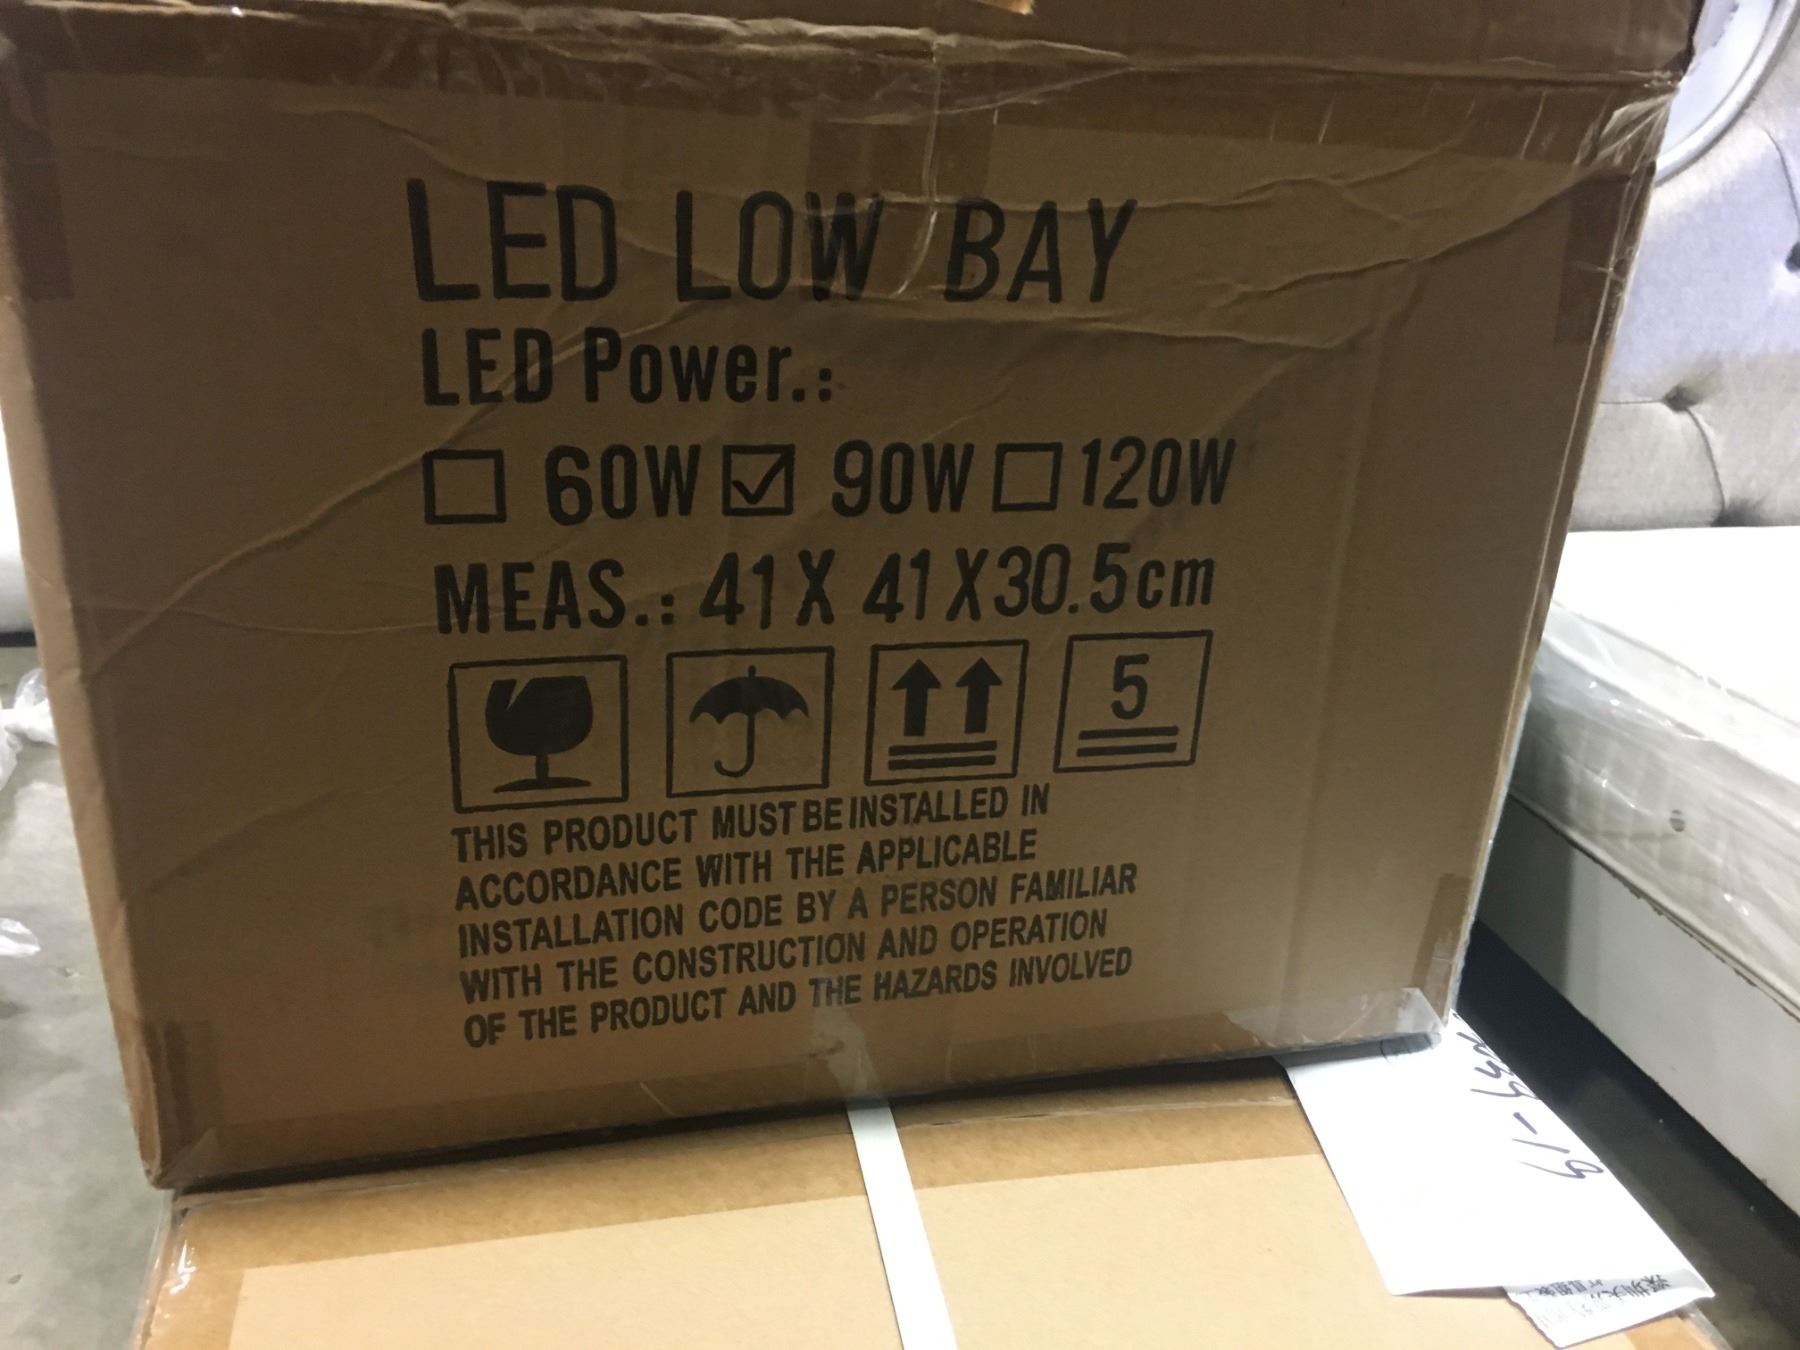 LED LOW BAY
LED Power.:
☐ 60W ☑ 90W ☐ 120W
MEAS.: 41 X 41 X 30.5cm
5
THIS PRODUCT MUST BE INSTALLED IN
ACCORDANCE WITH THE APPLICABLE
INSTALLATION CODE BY A PERSON FAMILIAR
WITH THE CONSTRUCTION AND OPERATION
OF THE PRODUCT AND THE HAZARDS INVOLVED